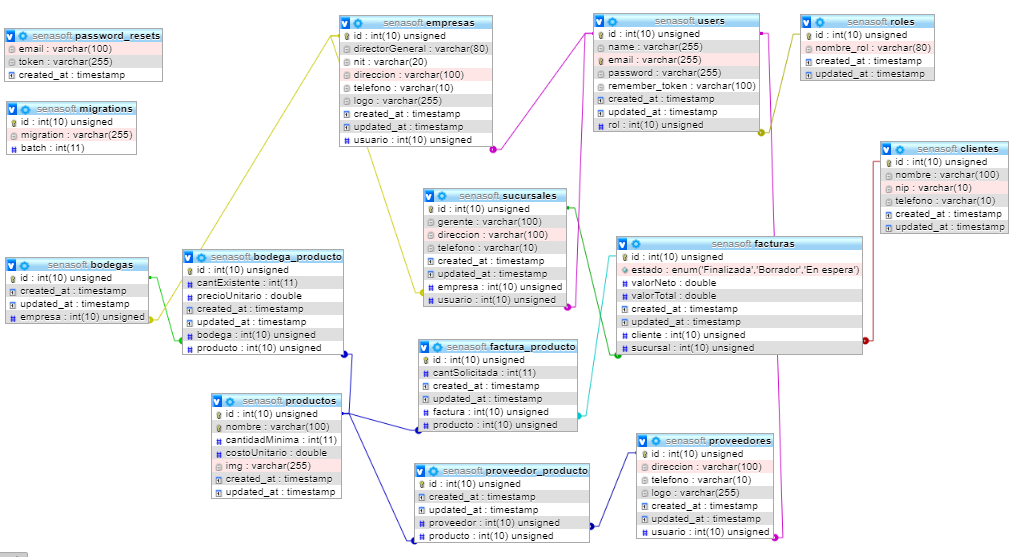 senasoft password_resets
email : varchar(100)
token : varchar(255)
created_at : timestamp
senasoft migrations
id : int(10) unsigned
migration : varchar(255)
batch : int(11)
senasoft empresas
id : int(10) unsigned
directorGeneral : varchar(80)
nit : varchar(20)
direccion : varchar(100)
telefono : varchar(10)
logo : varchar(255)
created_at : timestamp
updated_at : timestamp
usuario : int(10) unsigned
senasoft users
id : int(10) unsigned
name : varchar(255)
email : varchar(255)
password : varchar(255)
remember_token : varchar(100)
created_at : timestamp
updated_at : timestamp
rol : int(10) unsigned
senasoft roles
id : int(10) unsigned
nombre_rol : varchar(80)
created_at : timestamp
updated_at : timestamp
senasoft clientes
id : int(10) unsigned
nombre : varchar(100)
nip : varchar(10)
telefono : varchar(10)
created_at : timestamp
updated_at : timestamp
senasoft sucursales
id : int(10) unsigned
gerente : varchar(100)
direccion : varchar(100)
telefono : varchar(10)
created_at : timestamp
updated_at : timestamp
empresa : int(10) unsigned
usuario : int(10) unsigned
senasoft facturas
id : int(10) unsigned
estado : enum('Finalizada','Borrador','En espera')
valorNeto : double
valorTotal : double
created_at : timestamp
updated_at : timestamp
cliente : int(10) unsigned
sucursal : int(10) unsigned
senasoft bodegas
id : int(10) unsigned
created_at : timestamp
updated_at : timestamp
empresa : int(10) unsigned
senasoft bodega_producto
id : int(10) unsigned
cantExistente : int(11)
precioUnitario : double
created_at : timestamp
updated_at : timestamp
bodega : int(10) unsigned
producto : int(10) unsigned
senasoft factura_producto
id : int(10) unsigned
cantSolicitada : int(11)
created_at : timestamp
updated_at : timestamp
factura : int(10) unsigned
producto : int(10) unsigned
senasoft productos
id : int(10) unsigned
nombre : varchar(100)
cantidadMinima : int(11)
costoUnitario : double
img : varchar(255)
created_at : timestamp
updated_at : timestamp
senasoft proveedor_producto
id : int(10) unsigned
created_at : timestamp
updated_at : timestamp
proveedor : int(10) unsigned
producto : int(10) unsigned
senasoft proveedores
id : int(10) unsigned
direccion : varchar(100)
telefono : varchar(10)
logo : varchar(255)
created_at : timestamp
updated_at : timestamp
usuario : int(10) unsigned